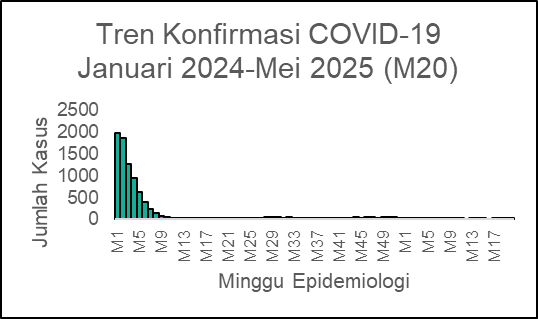 Tren Konfirmasi COVID-19
Januari 2024-Mei 2025 (M20)
Jumlah Kasus
2500
2000
1500
1000
500
0
M1 M5 M9 M13 M17 M21 M25 M29 M33 M37 M41 M45 M49 M1 M5 M9 M13 M17
Minggu Epidemiologi